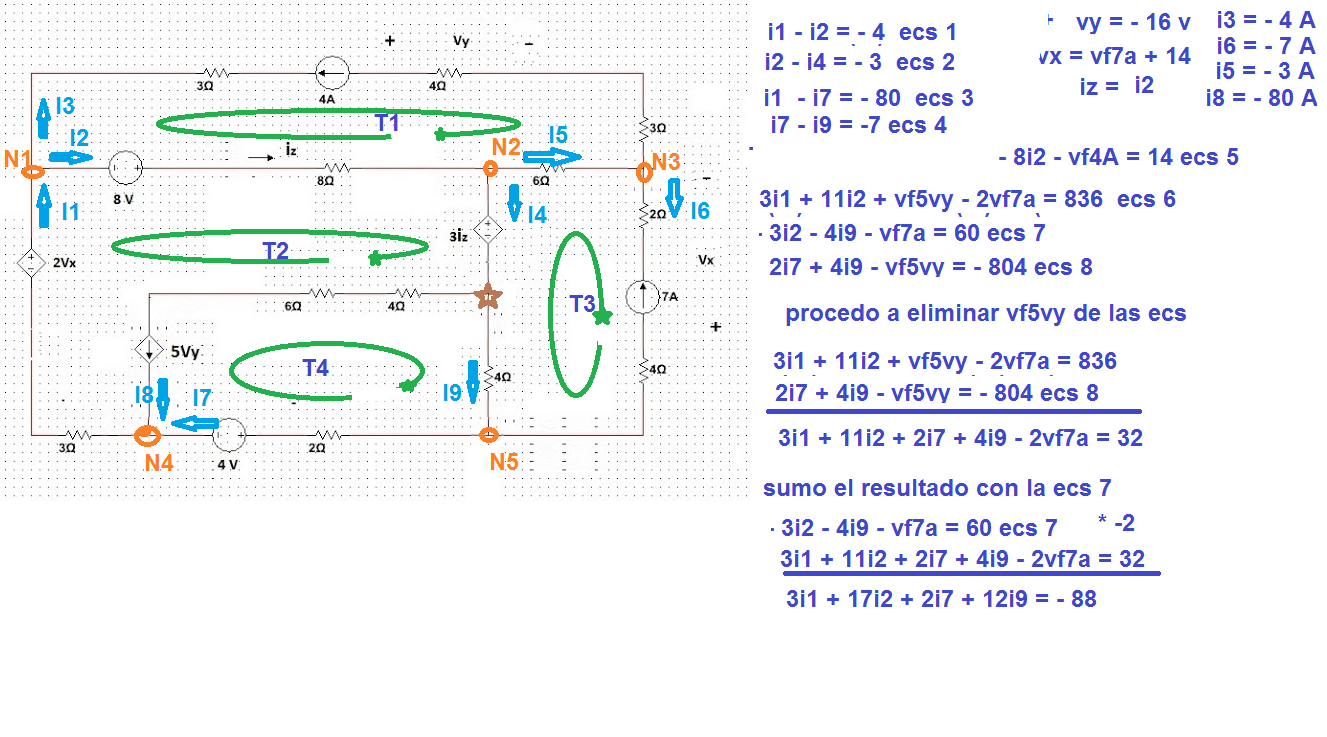 + Vy −
3Ω
4A
4Ω
I3
T1
I2
iz
N1
N2
I5
3Ω
N3
−
8 V
8Ω
6Ω
I1
I4
2Ω
I6
3iz
2Vx
T2
Vx
6Ω
4Ω
T3
7A
+
5Vy
T4
I8
I7
I9
4Ω
4Ω
3Ω
N4
4 V
2Ω
N5
i1 - i2 = - 4 ecs 1
i2 - i4 = - 3 ecs 2
i1 - i7 = - 80 ecs 3
i7 - i9 = -7 ecs 4
vy = - 16 v
vx = vf7a + 14
iz = i2
i3 = - 4 A
i6 = - 7 A
i5 = - 3 A
i8 = - 80 A
- 8i2 - vf4A = 14 ecs 5
3i1 + 11i2 + vf5vy - 2vf7a = 836 ecs 6
- 3i2 - 4i9 - vf7a = 60 ecs 7
2i7 + 4i9 - vf5vy = - 804 ecs 8
procedo a eliminar vf5vy de las ecs
3i1 + 11i2 + vf5vy - 2vf7a = 836
2i7 + 4i9 - vf5vy = - 804 ecs 8
3i1 + 11i2 + 2i7 + 4i9 - 2vf7a = 32
sumo el resultado con la ecs 7
- 3i2 - 4i9 - vf7a = 60 ecs 7 * -2
3i1 + 11i2 + 2i7 + 4i9 - 2vf7a = 32
3i1 + 17i2 + 2i7 + 12i9 = - 88